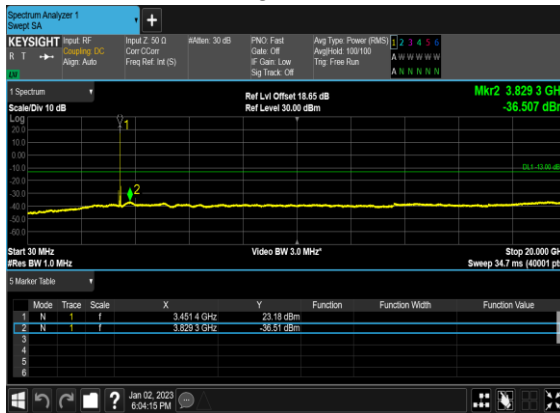 Spectrum Analyzer 1
Swept SA
+
KEYSIGHT Input: RF Input Z: 50 Ω #Atten: 30 dB PNO: Fast Avg Type: Power (RMS) 1 2 3 4 5 6
R T Coupling: DC Corr CCorr Gate: Off Avg|Hold: 100/100 A W W W W W
Align: Auto Freq Ref: Int (S) IF Gain: Low Trig: Free Run
LXI Sig Track: Off A N N N N N
1 Spectrum Ref Lvl Offset 18.65 dB Mkr2 3.829 3 GH
Scale/Div 10 dB Ref Level 30.00 dBm -36.507 dBr
Log
20.0
10.0
0.00
-10.0
-20.0
-30.0
-40.0
-50.0
-60.0
1
2
DL1 -13.00 dB
Start 30 MHz Video BW 3.0 MHz* Stop 20.000 GH
#Res BW 1.0 MHz Sweep 34.7 ms (40001 pt
5 Marker Table
Mode Trace Scale X Y Function Function Width Function Value
1 N 1 f 3.451 4 GHz 23.18 dBm
2 N 1 f 3.829 3 GHz -36.51 dBm
3
4
5
6
? Jan 02, 2023
6:04:15 PM